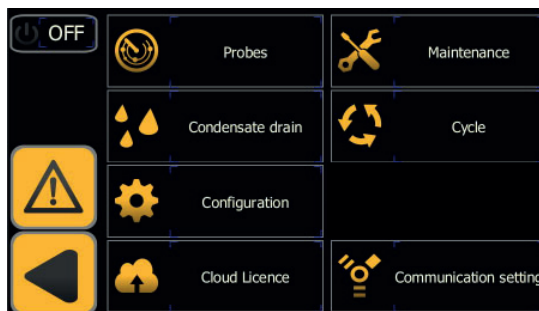 OFF
Probes
Maintenance
Condensate drain
Cycle
Configuration
Cloud Licence
Communication setting